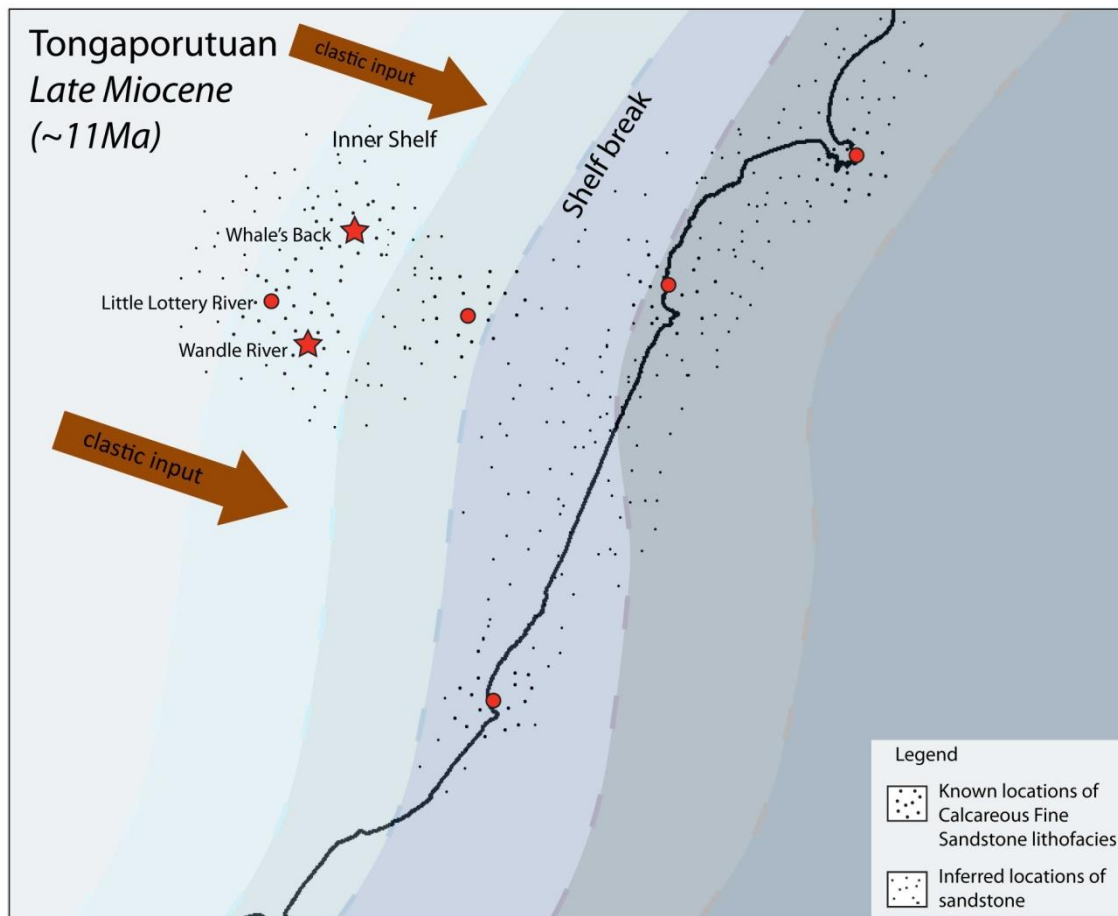 Tongaporutuan
Late Miocene
(~11Ma)
clastic input
Inner Shelf
Shelf break
Whale's Back
Little Lottery River
Wandle River
clastic input
Legend
Known locations of
Calcareous Fine
Sandstone lithofacies
Inferred locations of
sandstone